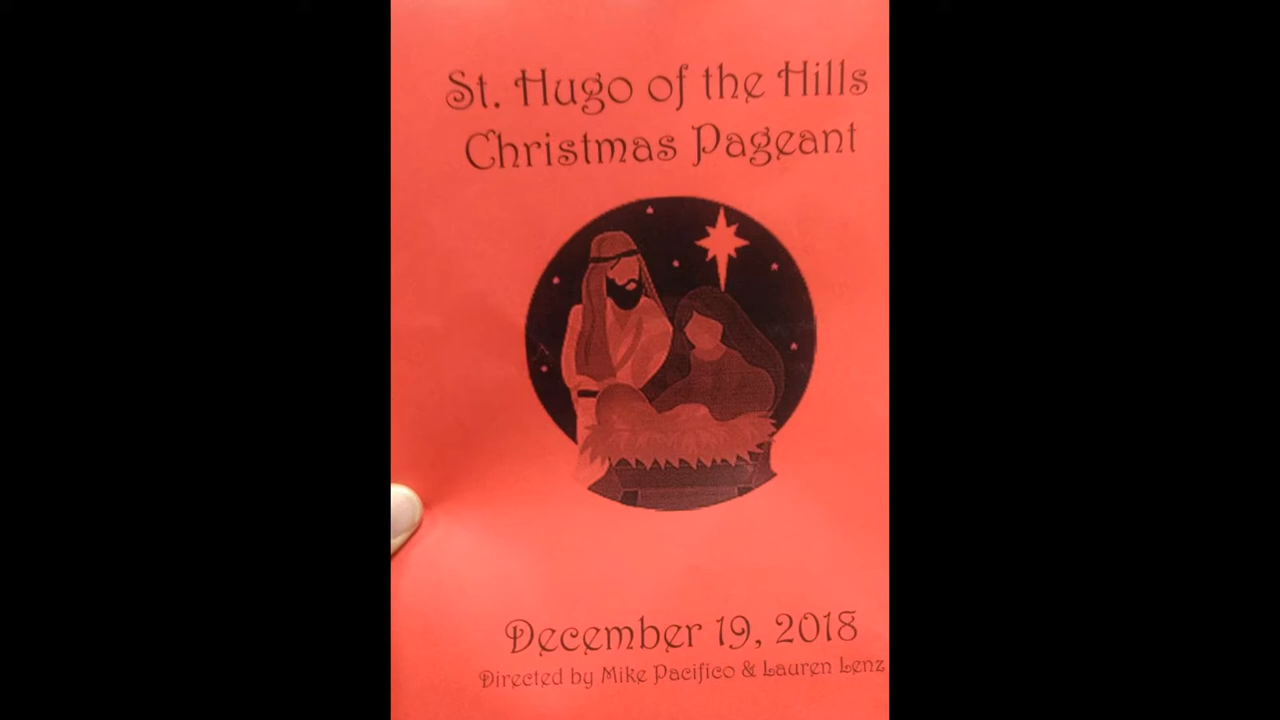 St. Hugo of the Hills
Christmas Pageant
December 19, 2018
Directed by Mike Pacifico & Lauren Lenz